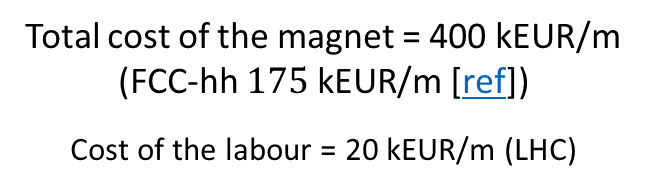 Total cost of the magnet = 400 kEUR/m
(FCC-hh 175 kEUR/m [ref])
Cost of the labour = 20 kEUR/m (LHC)